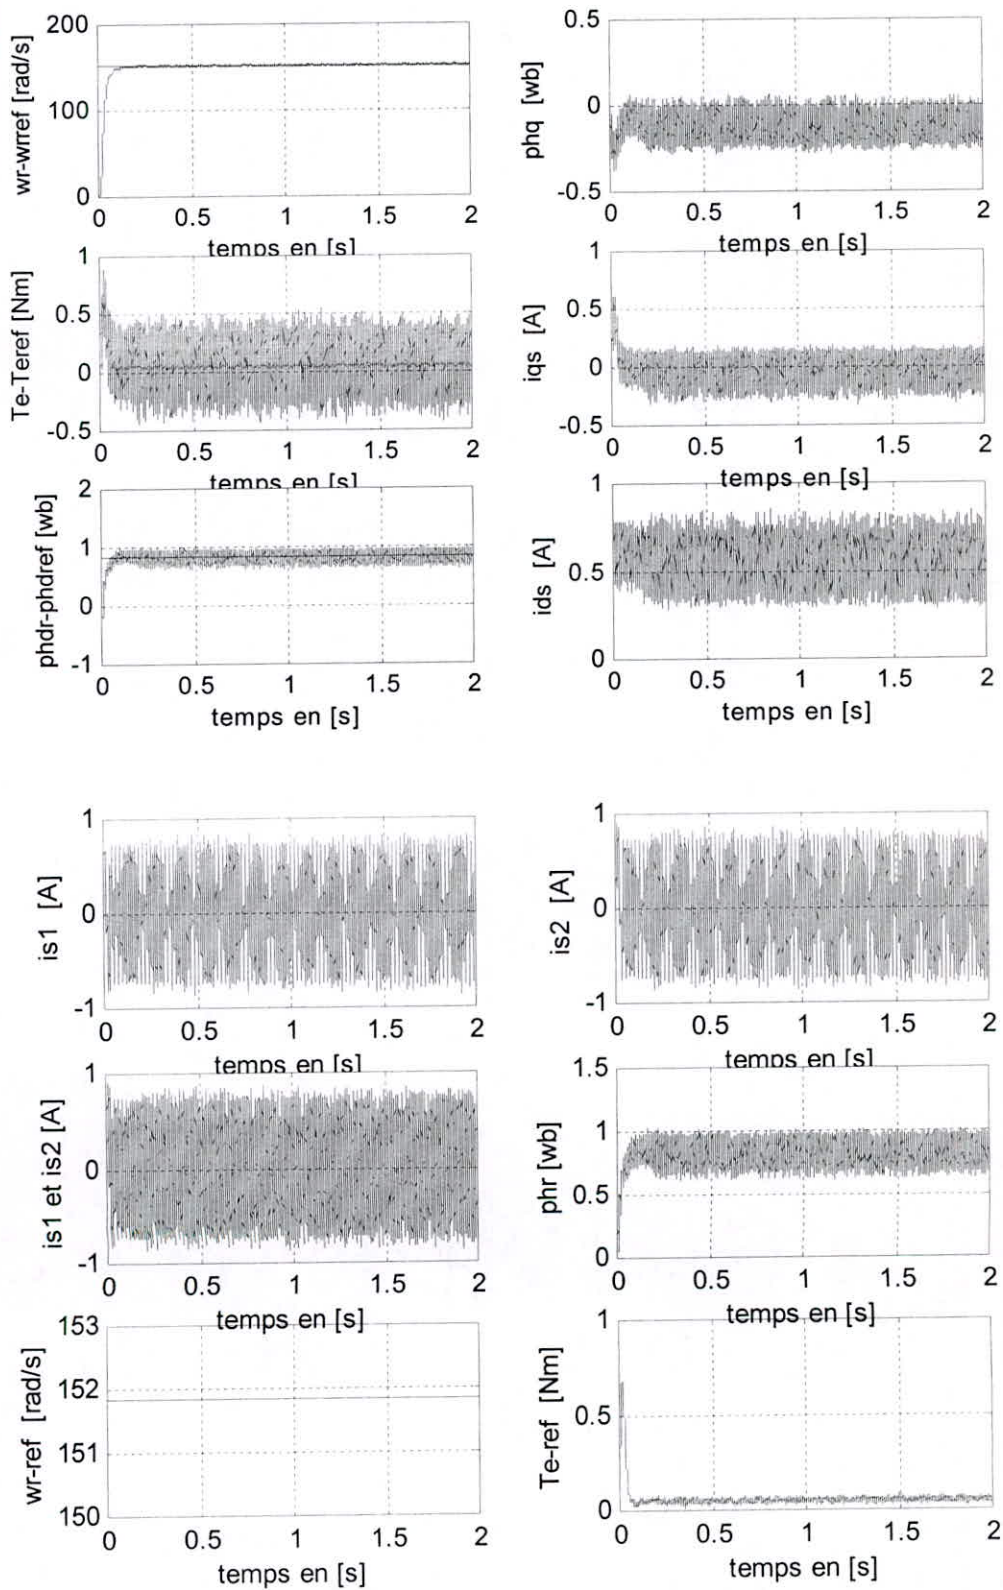 200
100
0
wr-wrref [rad/s]
0 0.5 1 1.5 2
temps en [s]
0.5
0
-0.5
phq [wb]
0 0.5 1 1.5 2
temps en [s]
1
0.5
0
-0.5
Te-Teref [Nm]
0 0.5 1 1.5 2
temps en [s]
1
0.5
0
-0.5
iqs [A]
0 0.5 1 1.5 2
temps en [s]
2
1
0
-1
phdr-phdref [wb]
0 0.5 1 1.5 2
temps en [s]
1
0.5
0
ids [A]
0 0.5 1 1.5 2
temps en [s]
1
0
-1
is1 [A]
0 0.5 1 1.5 2
temps en [s]
1
0
-1
is2 [A]
0 0.5 1 1.5 2
temps en [s]
1
0
-1
is1 et is2 [A]
0 0.5 1 1.5 2
temps en [s]
1.5
1
0.5
0
phr [wb]
0 0.5 1 1.5 2
temps en [s]
153
152
151
150
wr-ref [rad/s]
0 0.5 1 1.5 2
temps en [s]
1
0.5
0
Te-ref [Nm]
0 0.5 1 1.5 2
temps en [s]